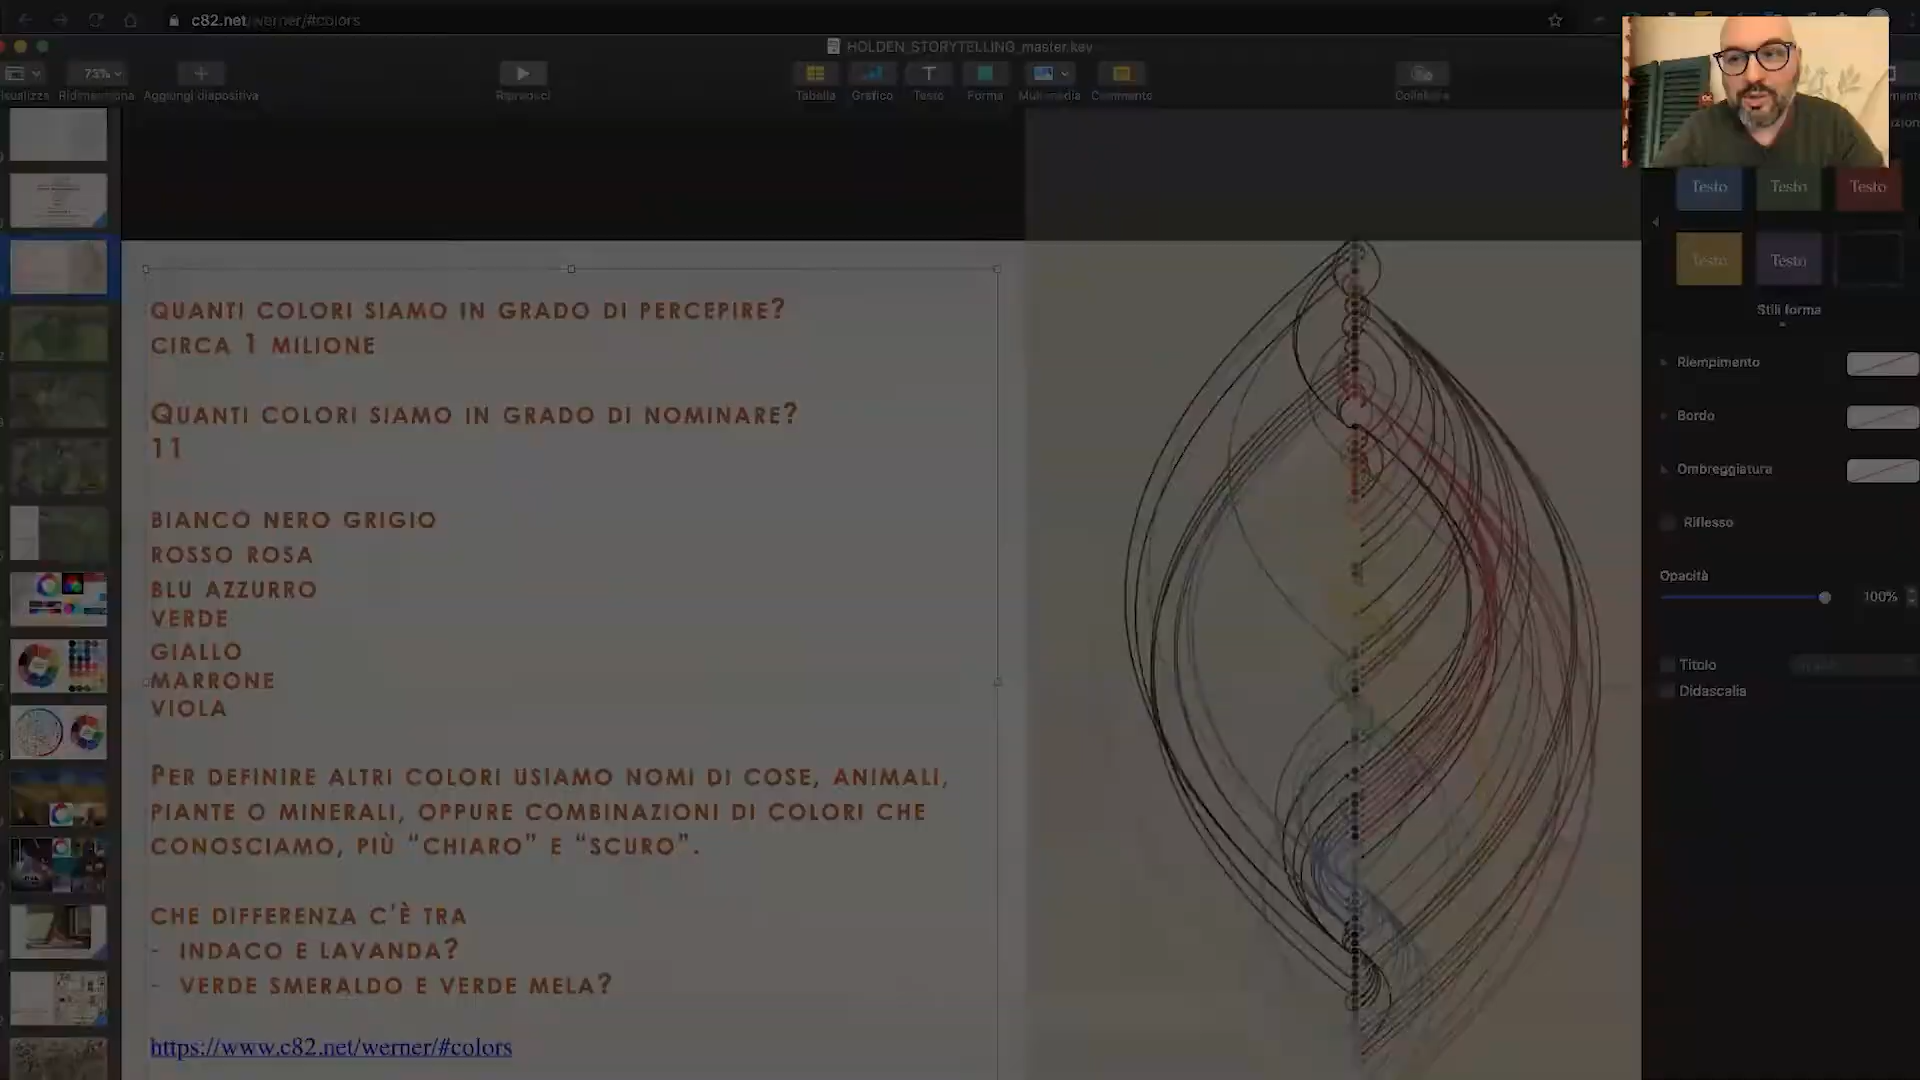 c82.net/werner/#colors
HOLDEN_STORYTELLING_master.key
73%
Ridimensiona
Aggiungi diapositiva
Riproduci
Tabella
Grafico
Testo
Forma
Multimedia
Commento
Collabora
Testo
Testo
Testo
Testo
Testo
Stili forma
Riempimento
Bordo
Ombreggiatura
Riflesso
Opacità
100%
Titolo
Didascalia
QUANTI COLORI SIAMO IN GRADO DI PERCEPIRE?
CIRCA 1 MILIONE
QUANTI COLORI SIAMO IN GRADO DI NOMINARE?
11
BIANCO NERO GRIGIO
ROSSO ROSA
BLU AZZURRO
VERDE
GIALLO
MARRONE
VIOLA
PER DEFINIRE ALTRI COLORI USIAMO NOMI DI COSE, ANIMALI,
PIANTE O MINERALI, OPPURE COMBINAZIONI DI COLORI CHE
CONOSCIAMO, PIÙ “CHIARO” E “SCURO”.
CHE DIFFERENZA C'È TRA
- INDACO E LAVANDA?
- VERDE SMERALDO E VERDE MELA?
https://www.c82.net/werner/#colors